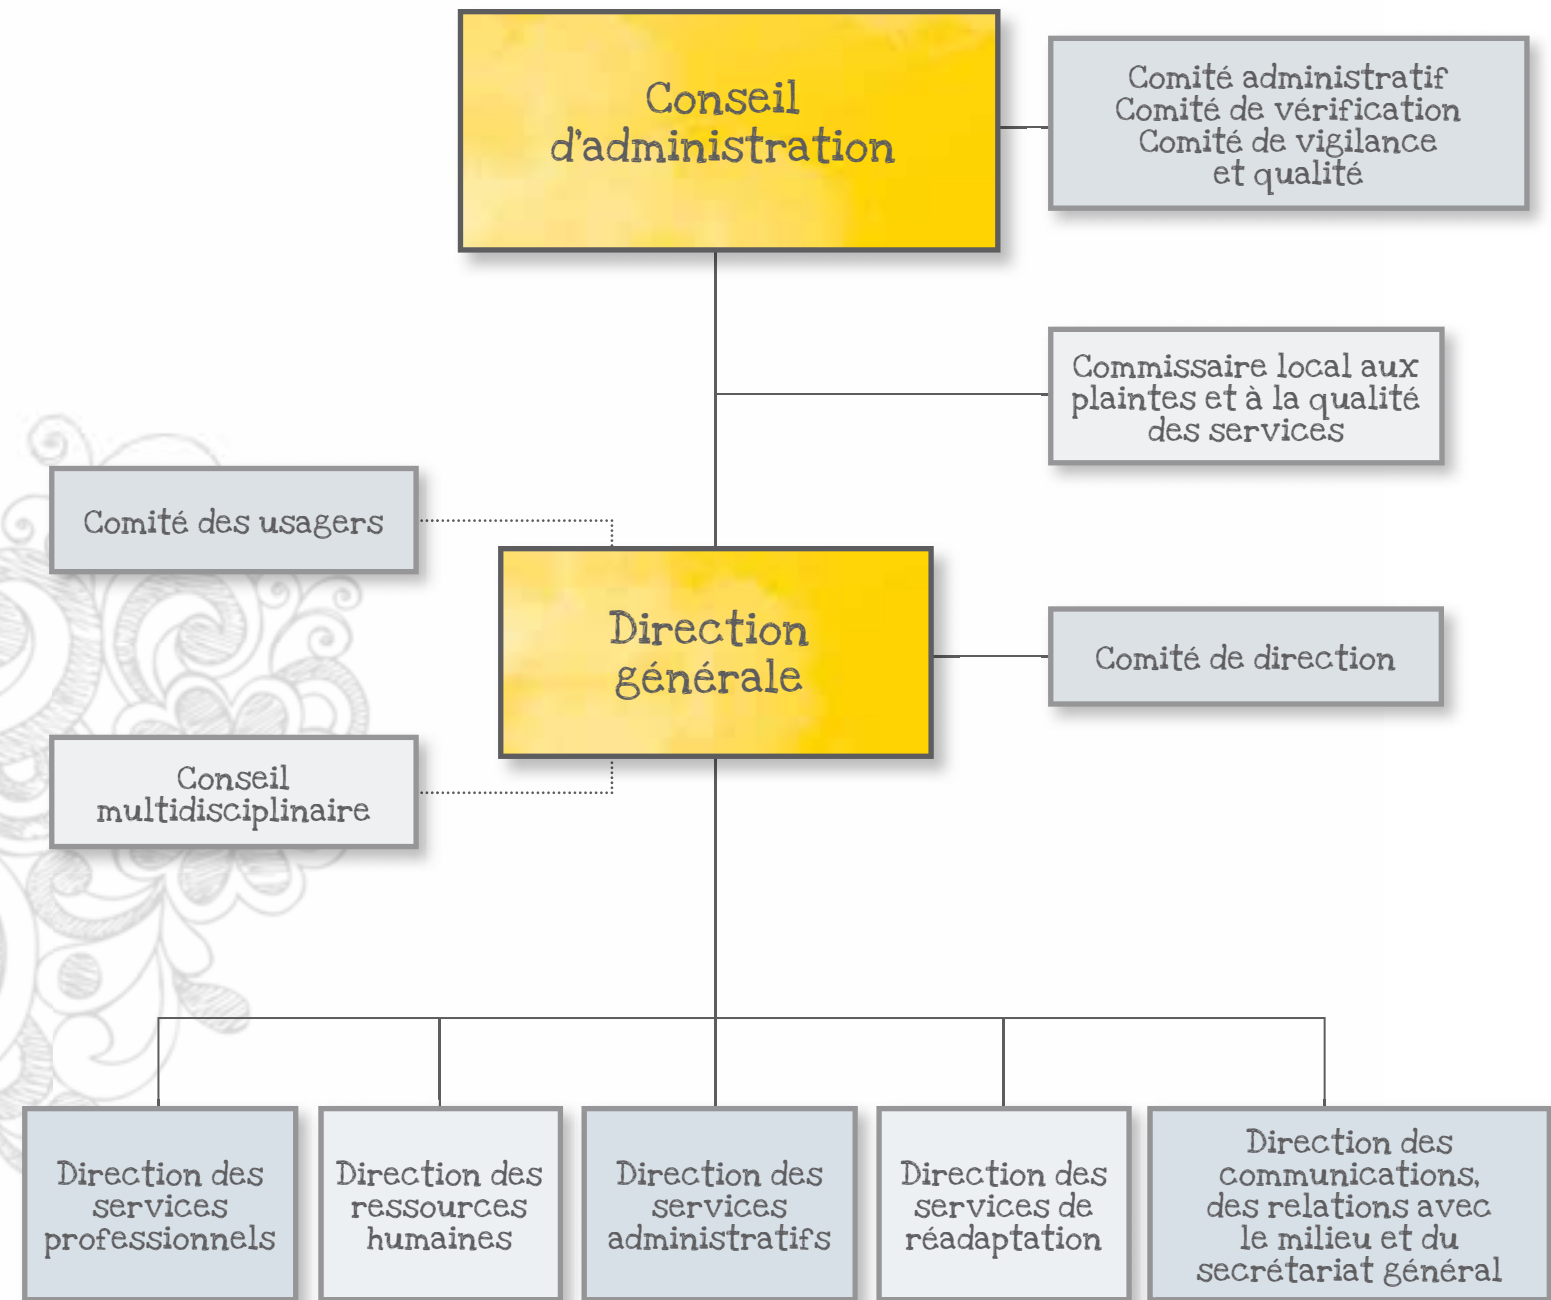 Conseil
d'administration
Comité administratif
Comité de vérification
Comité de vigilance
et qualité
Commissaire local aux
plaintes et à la qualité
des services
Comité des usagers
Direction
générale
Comité de direction
Conseil
multidisciplinaire
Direction des
services
professionnels
Direction des
ressources
humaines
Direction des
services
administratifs
Direction des
services de
réadaptation
Direction des
communications,
des relations avec
le milieu et du
secrétariat général